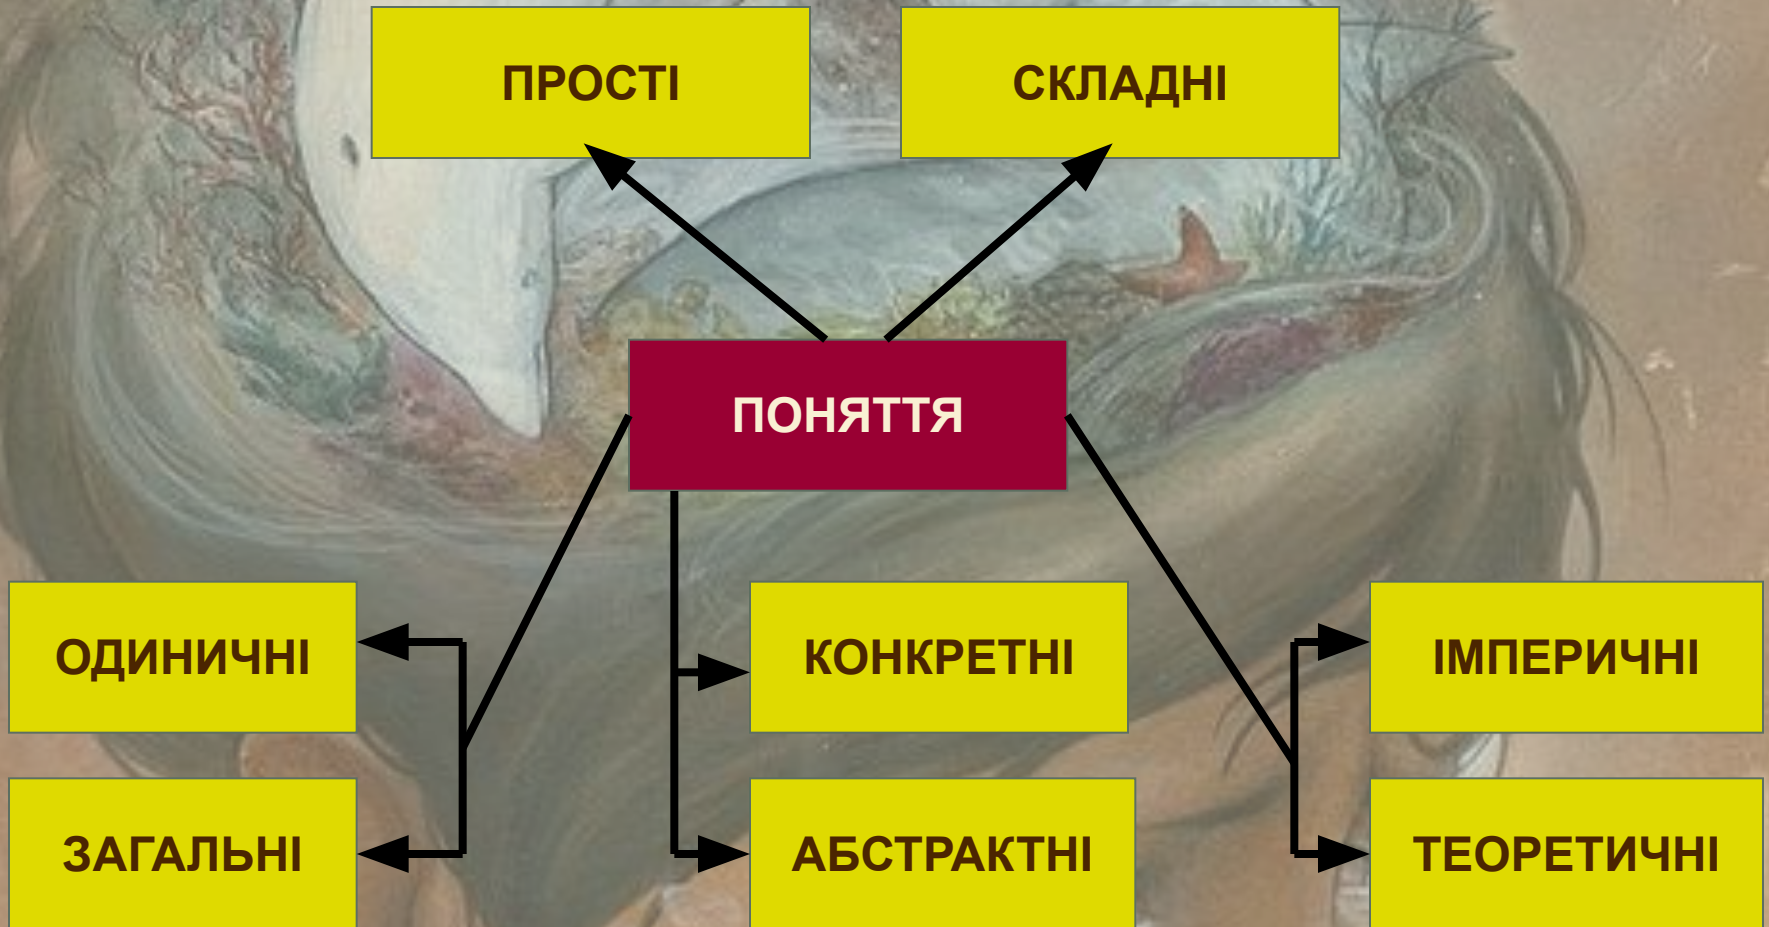 ПРОСТІ
СКЛАДНІ
ПОНЯТТЯ
ОДИНИЧНІ
КОНКРЕТНІ
ІМПЕРИЧНІ
ЗАГАЛЬНІ
АБСТРАКТНІ
ТЕОРЕТИЧНІ